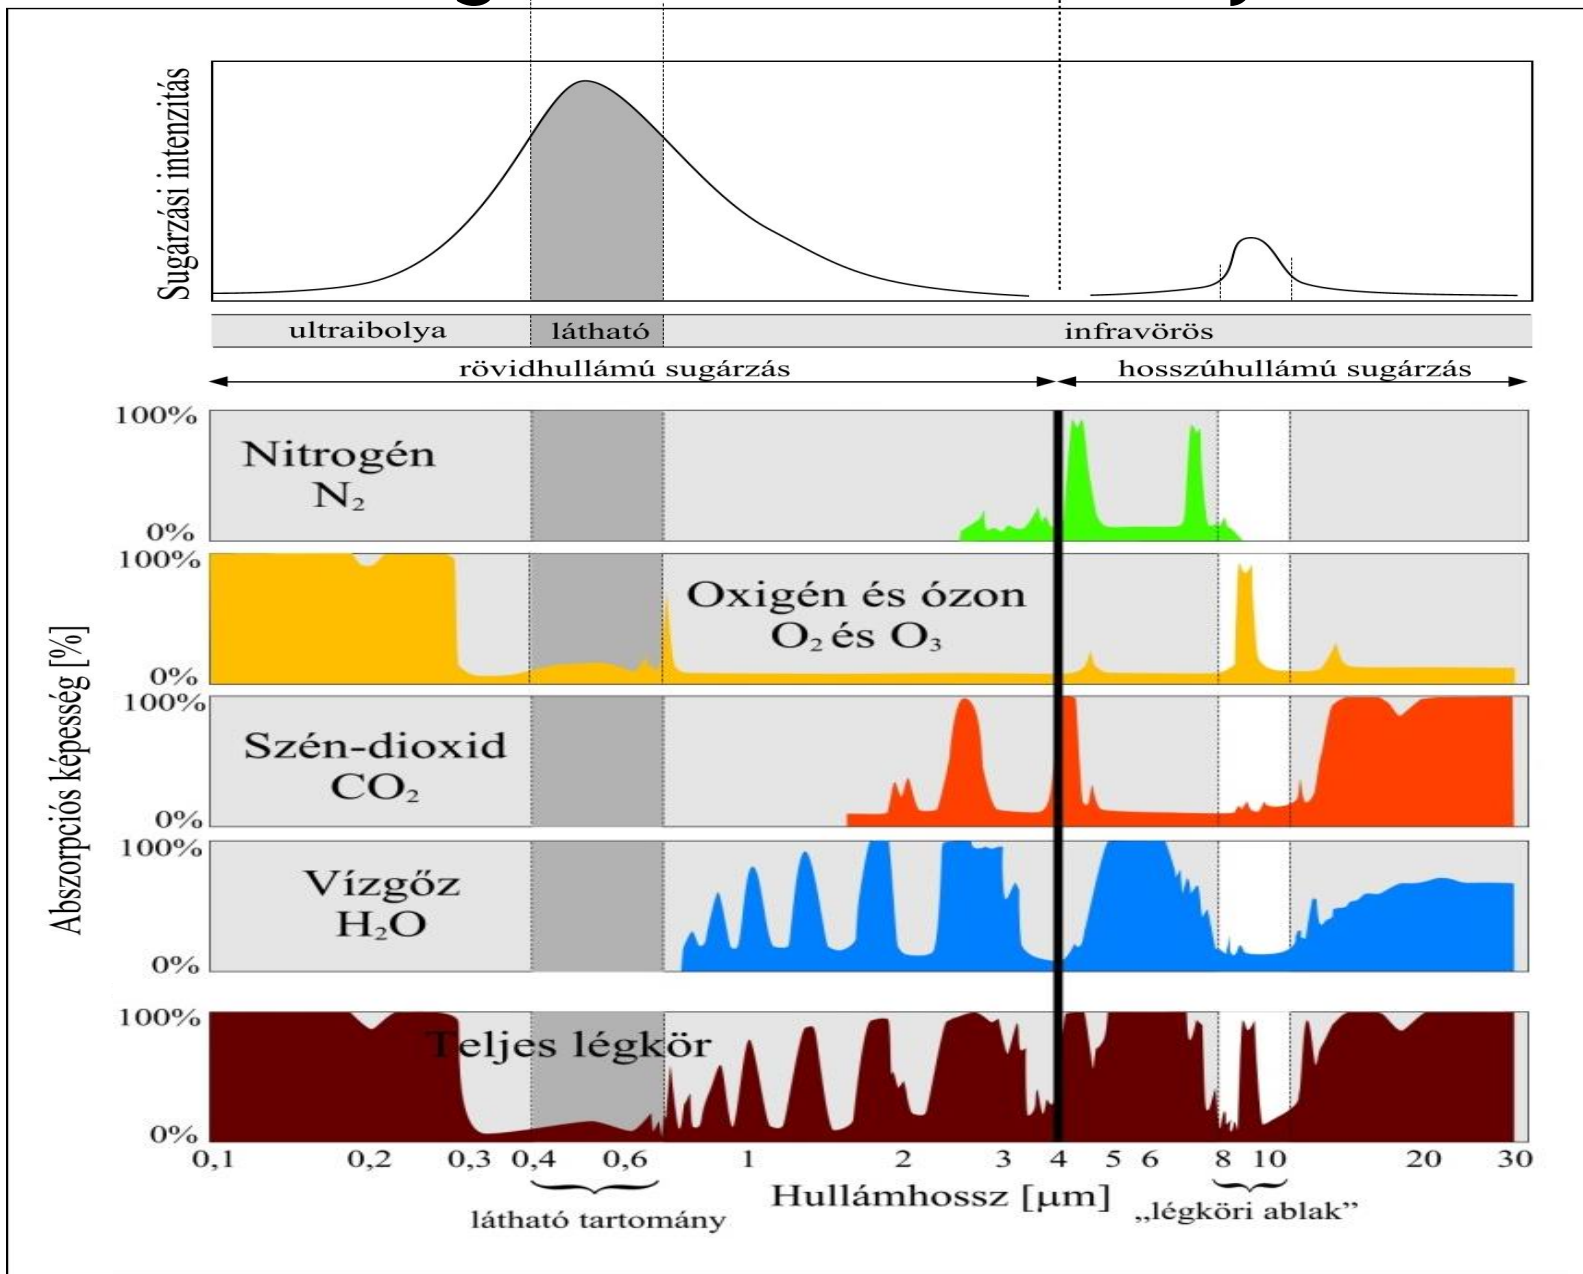 Sugárzási intenzitás
ultraibolya látható infravörös
rövidhullámú sugárzás hosszúhullámú sugárzás
Abszorpciós képesség [%]
100%
Nitrogén
N₂
0%
100%
Oxigén és ózon
O₂ és O₃
0%
100%
Szén-dioxid
CO₂
0%
100%
Vízgőz
H₂O
0%
100%
Teljes légkör
0%
0,1 0,2 0,3 0,4 0,6 1 2 3 4 5 6 8 10 20 30
Hullámhossz [μm]
látható tartomány
„légköri ablak”